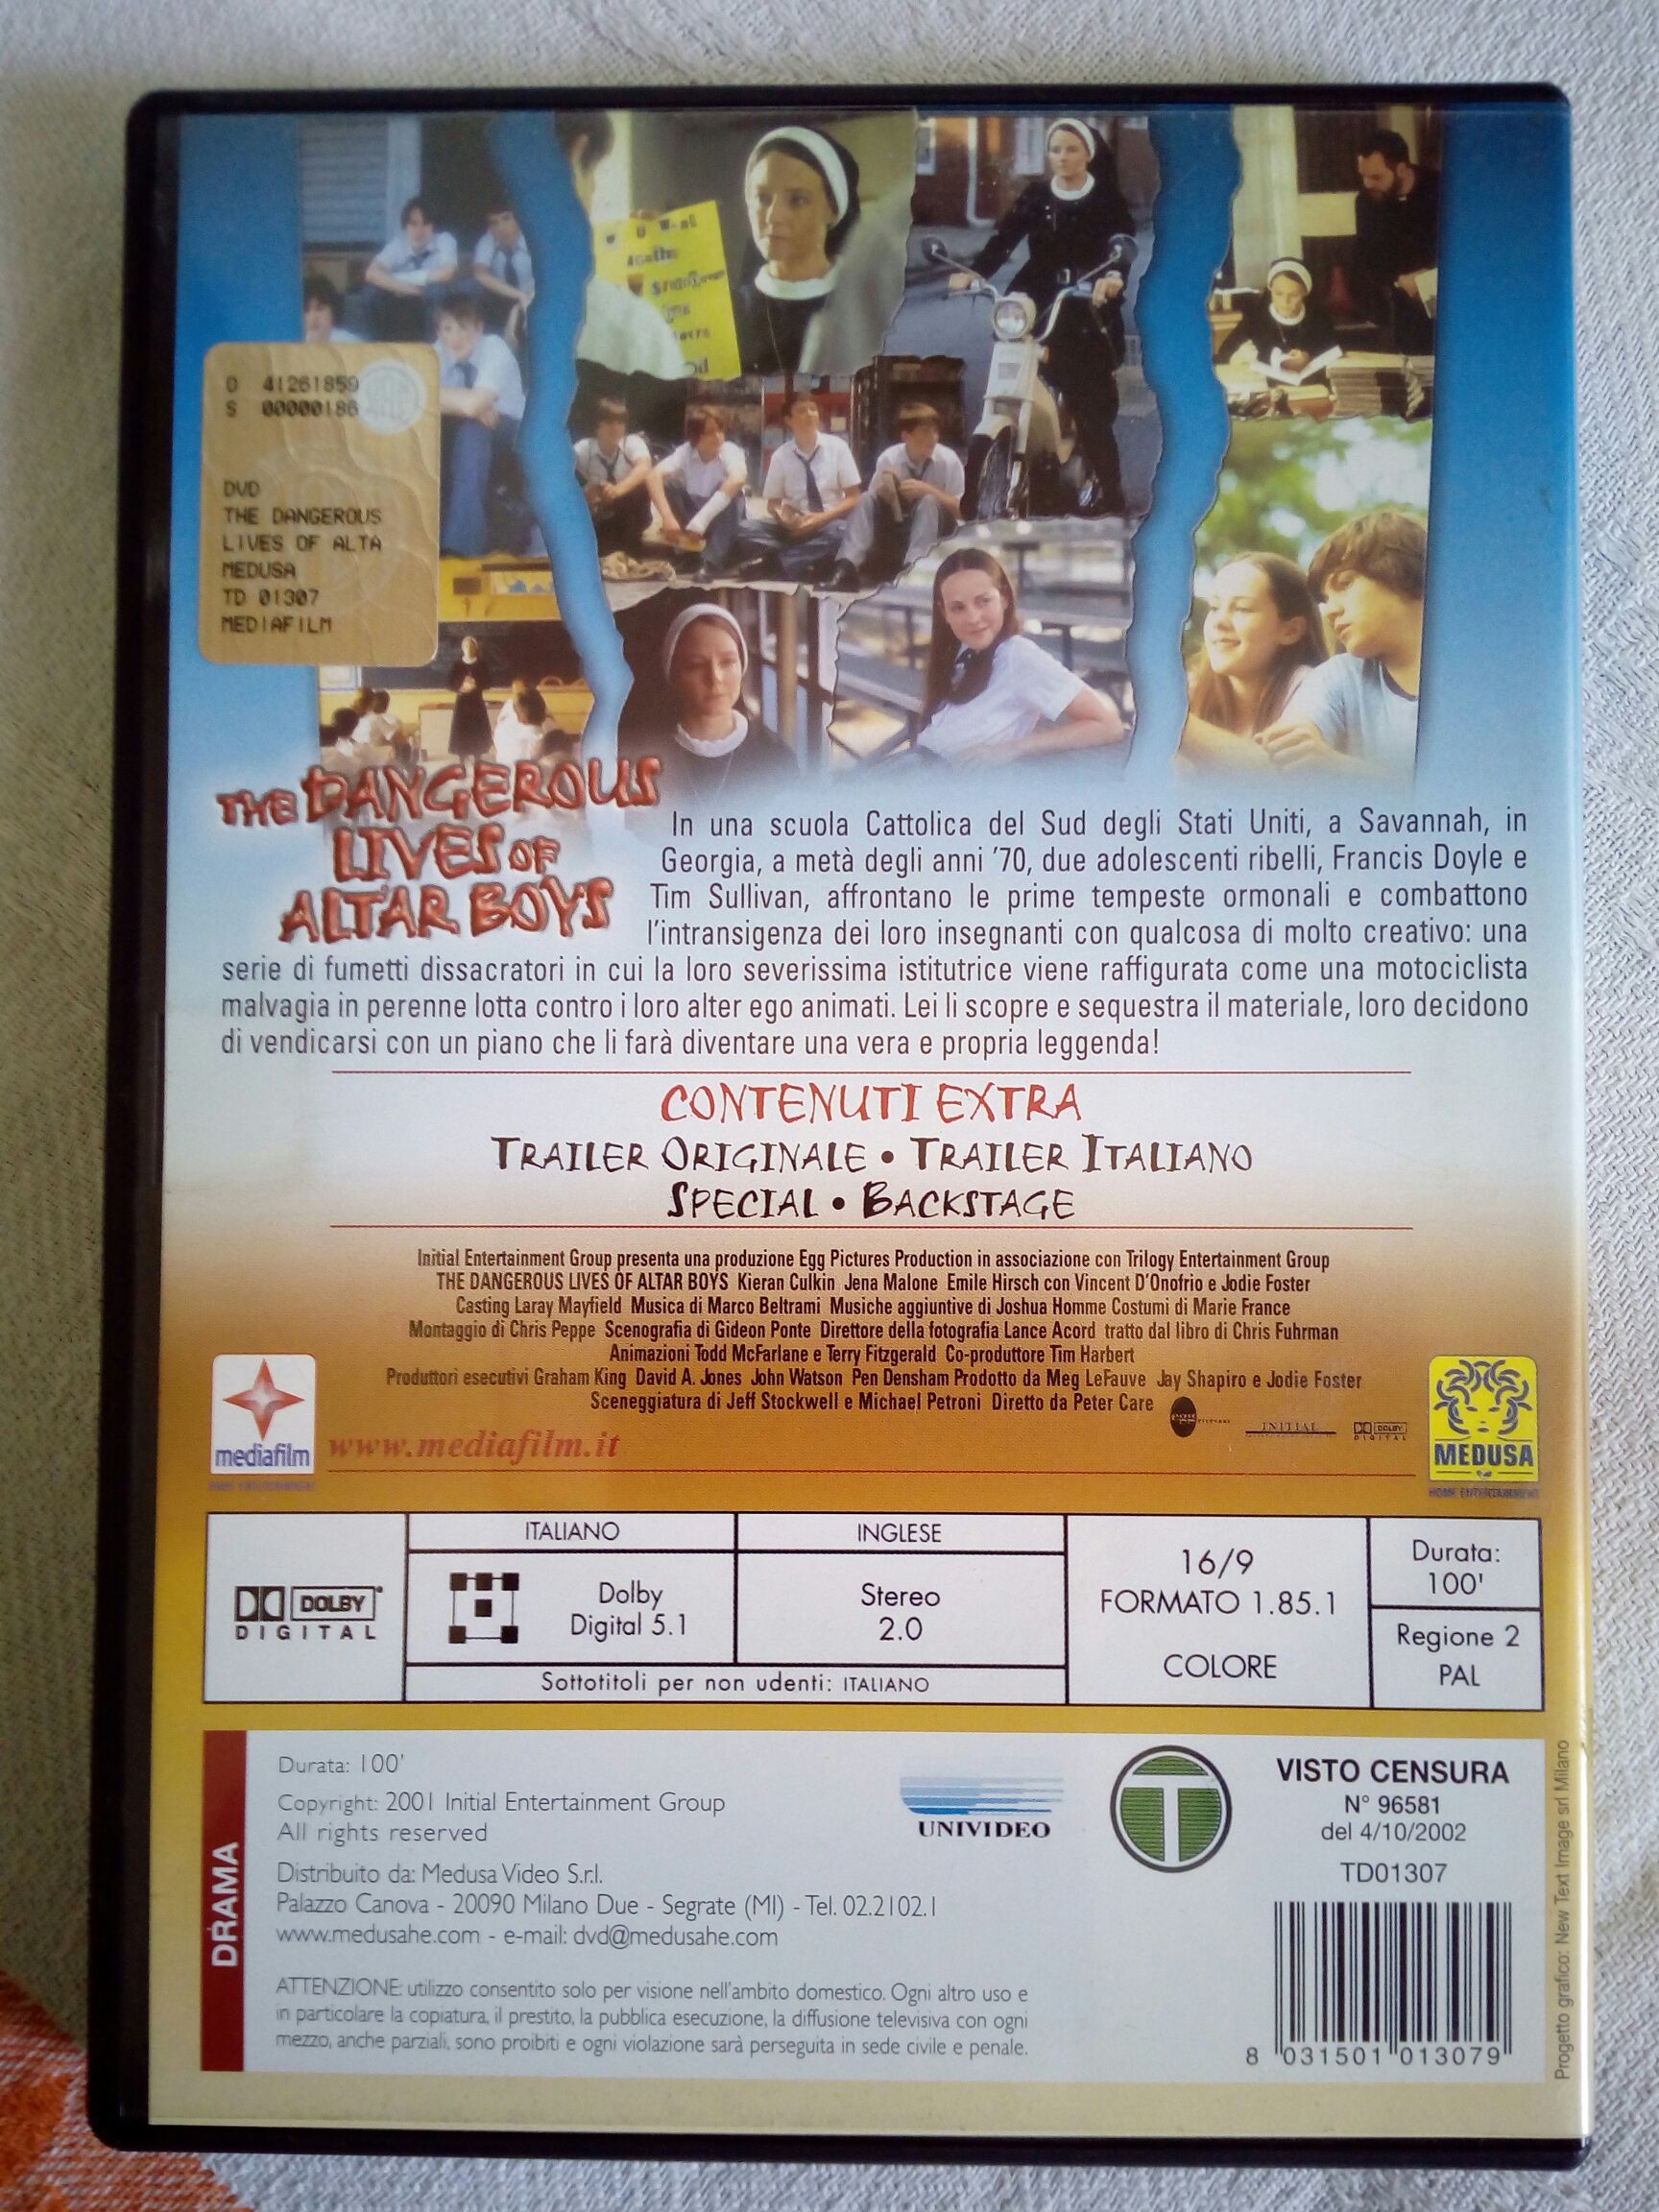 D 41261859
S 00000186
DVD
THE DANGEROUS
LIVES OF ALTA
MEDUSA
TD 01307
MEDIAFILM
THE DANGEROUS
LIVES OF
ALTAR BOYS
In una scuola Cattolica del Sud degli Stati Uniti, a Savannah, in
Georgia, a metà degli anni '70, due adolescenti ribelli, Francis Doyle e
Tim Sullivan, affrontano le prime tempeste ormonali e combattono
l'intransigenza dei loro insegnanti con qualcosa di molto creativo: una
serie di fumetti dissacratori in cui la loro severissima istitutrice viene raffigurata come una motociclista
malvagia in perenne lotta contro i loro alter ego animati. Lei li scopre e sequestra il materiale, loro decidono
di vendicarsi con un piano che li farà diventare una vera e propria leggenda!
CONTENUTI EXTRA
TRAILER ORIGINALE • TRAILER ITALIANO
SPECIAL • BACKSTAGE
Initial Entertainment Group presenta una produzione Egg Pictures Production in associazione con Trilogy Entertainment Group
THE DANGEROUS LIVES OF ALTAR BOYS Kieran Culkin Jena Malone Emile Hirsch con Vincent D'Onofrio e Jodie Foster
Casting Laray Mayfield Musica di Marco Beltrami Musiche aggiuntive di Joshua Homme Costumi di Marie France
Montaggio di Chris Peppe Scenografia di Gideon Ponte Direttore della fotografia Lance Acord tratto dal libro di Chris Fuhrman
Animazioni Todd McFarlane e Terry Fitzgerald Co-produttore Tim Harbert
Produttori esecutivi Graham King David A. Jones John Watson Pen Densham Prodotto da Meg LeFauve Jay Shapiro e Jodie Foster
Sceneggiatura di Jeff Stockwell e Michael Petroni Diretto da Peter Care
INITIAL
DOLBY
DIGITAL
mediafilm
www.mediafilm.it
MEDUSA
HOME ENTERTAINMENT
DOLBY
DIGITAL
ITALIANO
Dolby
Digital 5.1
INGLESE
Stereo
2.0
Sottotitoli per non udenti: ITALIANO
16/9
FORMATO 1.85.1
COLORE
Durata:
100'
Regione 2
PAL
DRAMA
Durata: 100'
Copyright: 2001 Initial Entertainment Group
All rights reserved
Distribuito da: Medusa Video S.r.l.
Palazzo Canova - 20090 Milano Due - Segrate (MI) - Tel. 02.2102.1
www.medusahe.com - e-mail: dvd@medusahe.com
ATTENZIONE: utilizzo consentito solo per visione nell'ambito domestico. Ogni altro uso e
in particolare la copiatura, il prestito, la pubblica esecuzione, la diffusione televisiva con ogni
mezzo, anche parziali, sono proibiti e ogni violazione sarà perseguita in sede civile e penale.
UNIVIDEO
T
VISTO CENSURA
N° 96581
del 4/10/2002
TD01307
8 031501 013079
Progetto grafico: New Text Image srl Milano